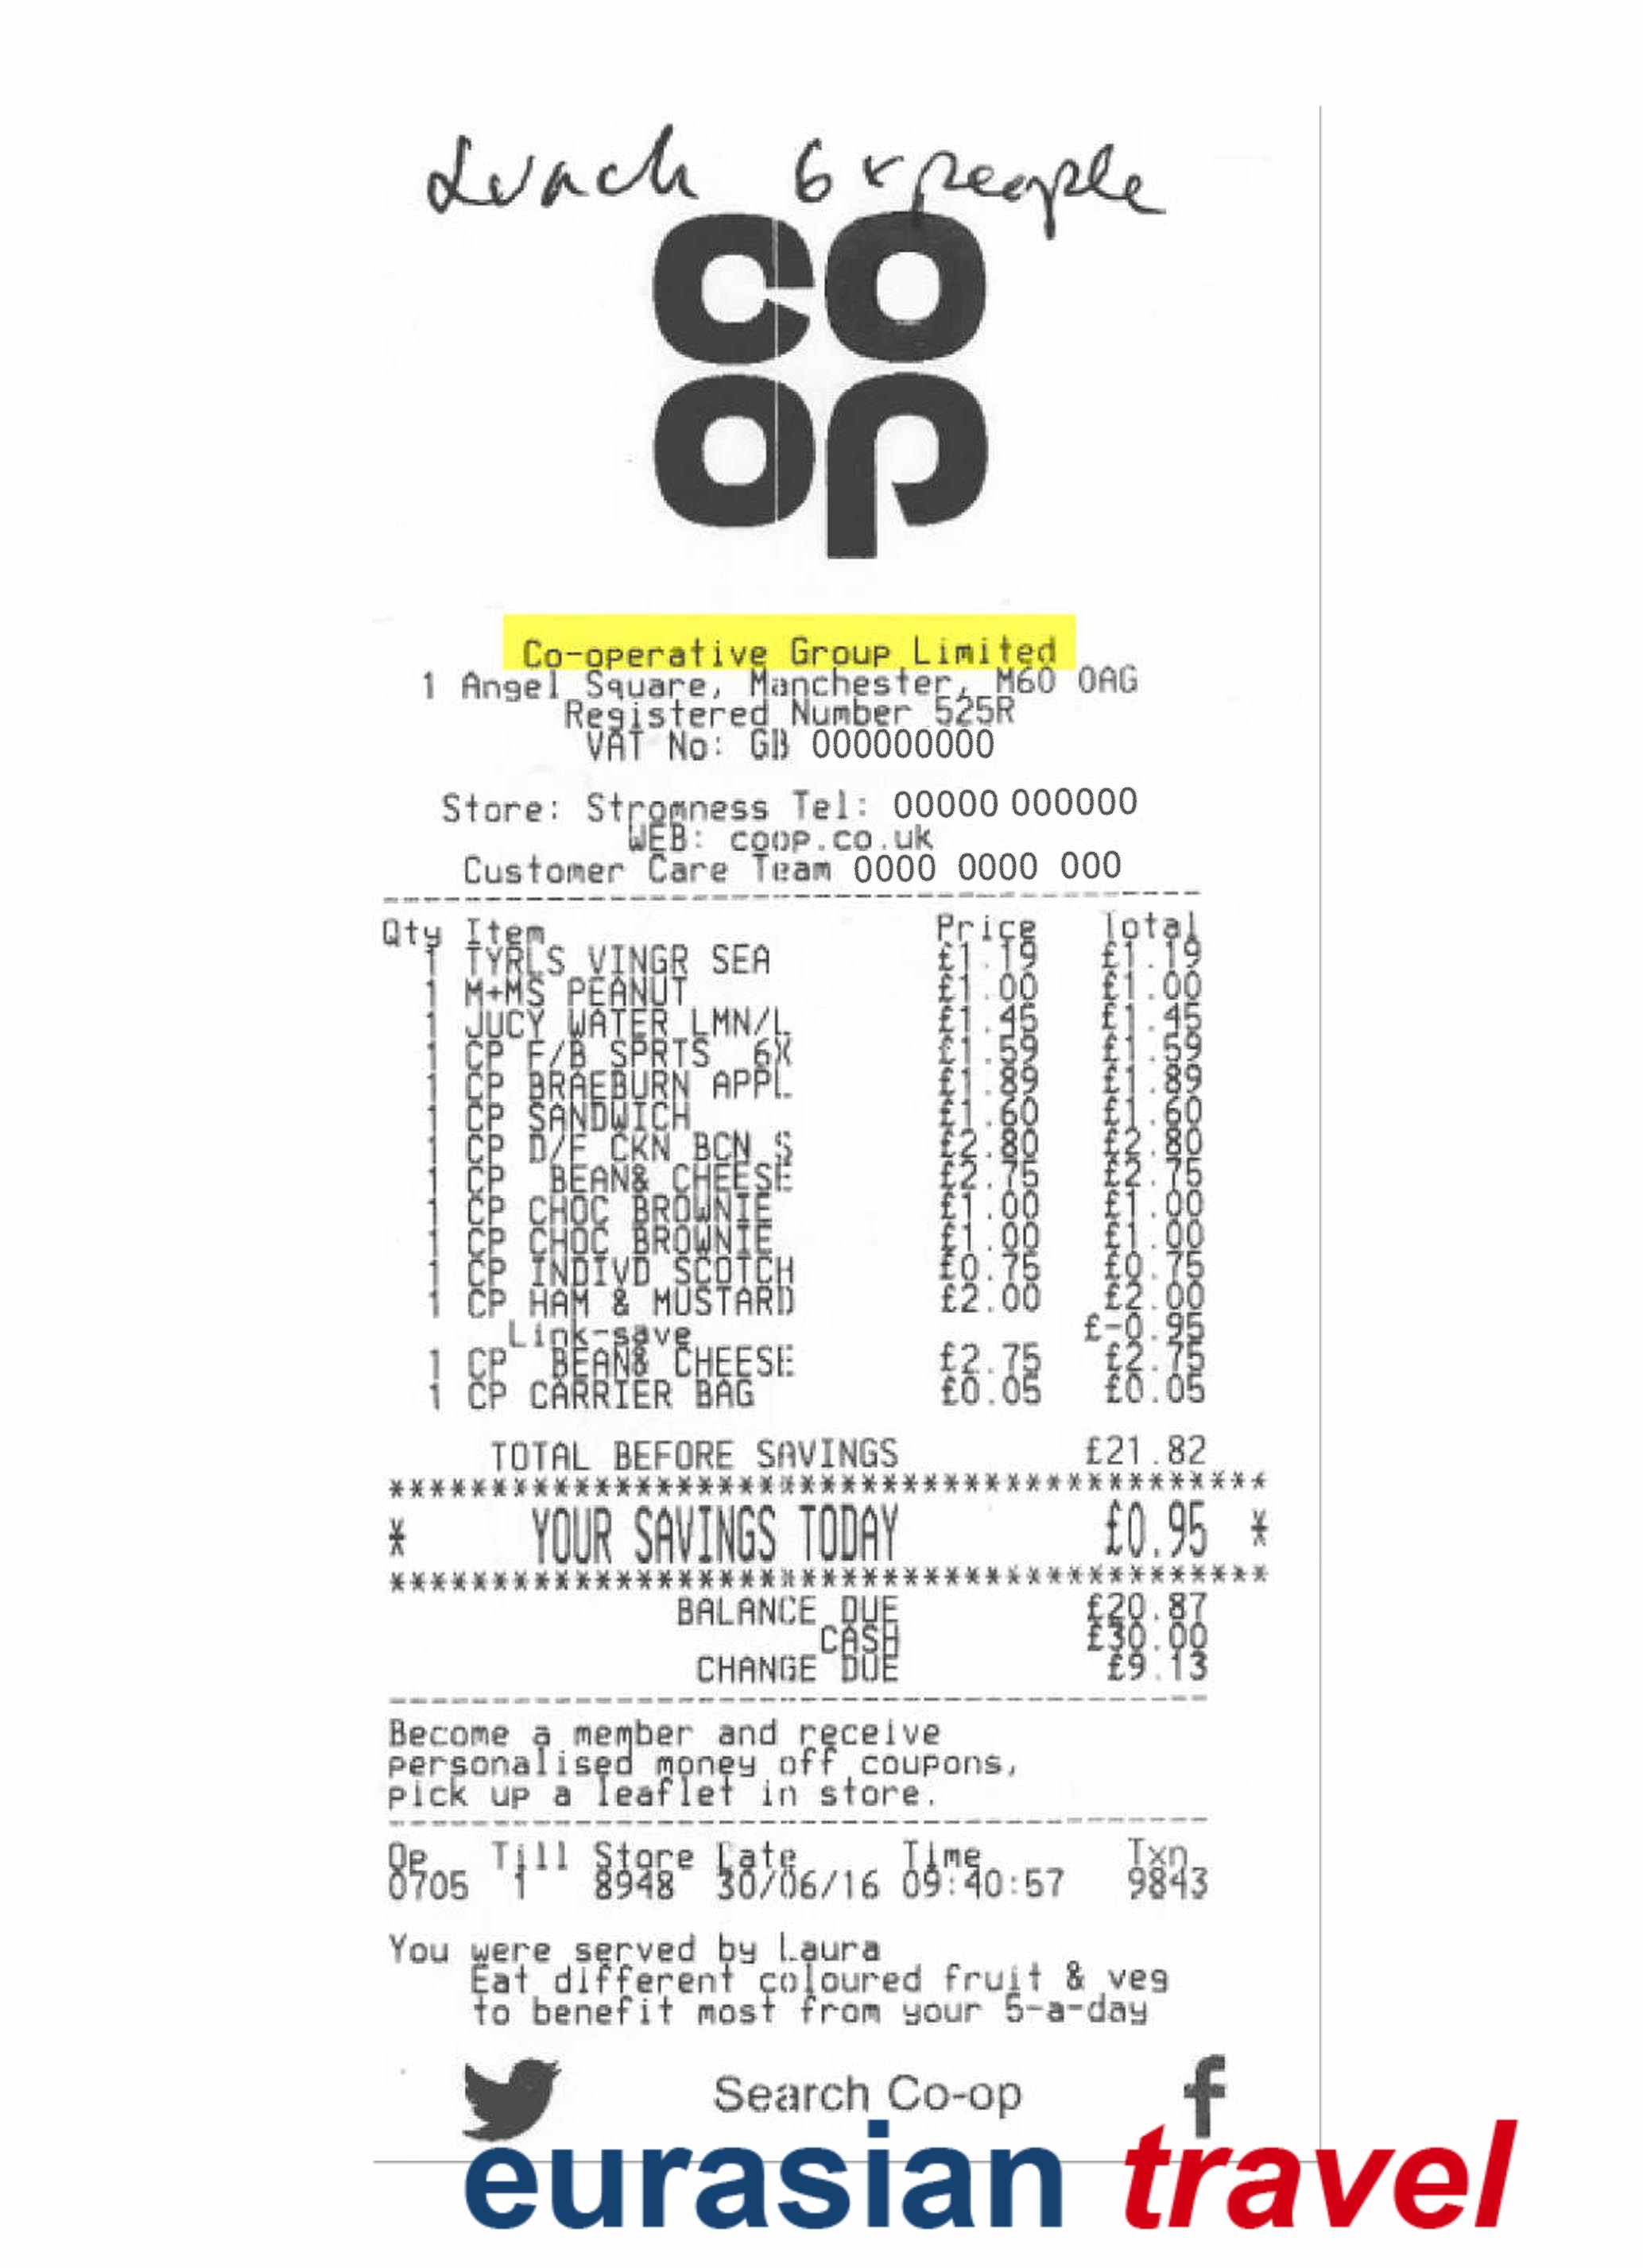 Lunch 6 x people
co
op
Co-operative Group Limited
1 Angel Square, Manchester, M60 0AG
Registered Number 525R
VAT No: GB 000000000
Store: Stromness Tel: 00000 000000
WEB: coop.co.uk
Customer Care Team 0000 0000 000
Qty Item Price Total
1 TYRLS VINGR SEA £1.19 £1.19
1 M+MS PEANUT £1.00 £1.00
1 JUCY WATER LMN/L £1.45 £1.45
1 CP F/B SPRTS 6X £1.59 £1.59
1 CP BRAEBURN APPL £1.89 £1.89
1 CP SANDWICH £1.60 £1.60
1 CP D/F CKN BCN S £2.80 £2.80
1 CP BEAN& CHEESE £2.75 £2.75
1 CP CHOC BROWNIE £1.00 £1.00
1 CP CHOC BROWNIE £1.00 £1.00
1 CP INDIVD SCOTCH £0.75 £0.75
1 CP HAM & MUSTARD £2.00 £2.00
Link-save £-0.95
1 CP BEAN& CHEESE £2.75 £2.75
1 CP CARRIER BAG £0.05 £0.05
TOTAL BEFORE SAVINGS £21.82
*******************************************
* YOUR SAVINGS TODAY £0.95 *
*******************************************
BALANCE DUE £20.87
CASH £30.00
CHANGE DUE £9.13
Become a member and receive
personalised money off coupons,
pick up a leaflet in store.
Op Till Store Date Time Txn
0705 1 8948 30/06/16 09:40:57 9843
You were served by Laura
Eat different coloured fruit & veg
to benefit most from your 5-a-day
Search Co-op
eurasian travel